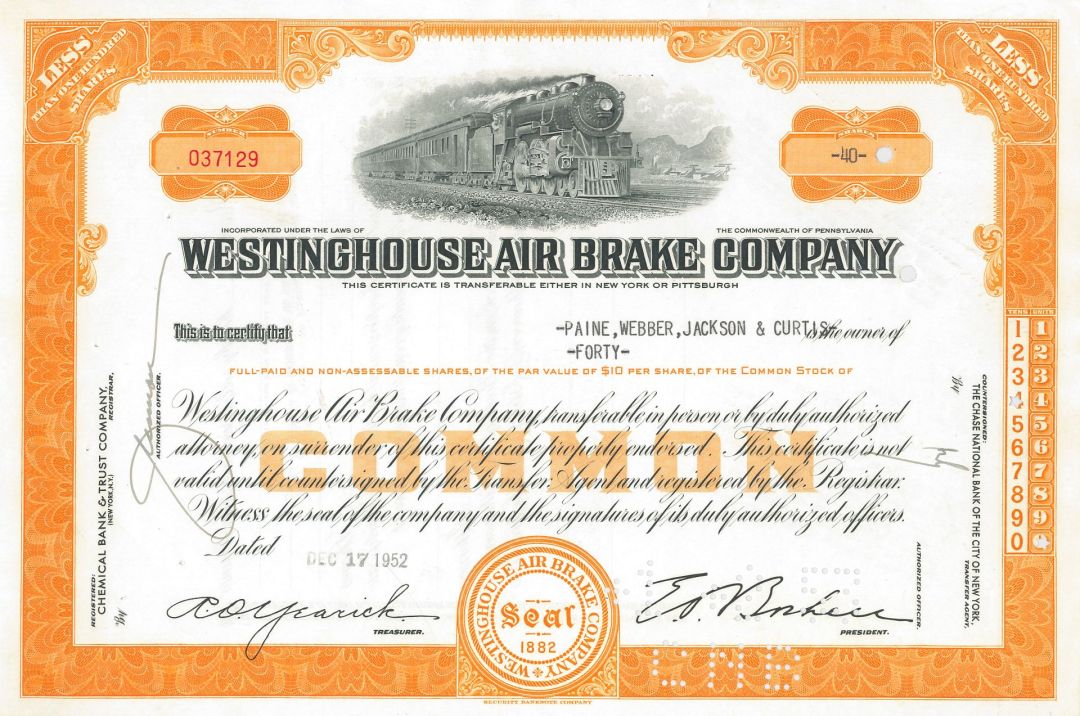 LESS
THAN ONE HUNDRED
SHARES
LESS
THAN ONE HUNDRED
SHARES
NUMBER
037129
SHARES
-40-
INCORPORATED UNDER THE LAWS OF
THE COMMONWEALTH OF PENNSYLVANIA
WESTINGHOUSE AIR BRAKE COMPANY
THIS CERTIFICATE IS TRANSFERABLE EITHER IN NEW YORK OR PITTSBURGH
This is to certify that
-PAINE, WEBBER, JACKSON & CURTIS-
is the owner of
-FORTY-
FULL-PAID AND NON-ASSESSABLE SHARES, OF THE PAR VALUE OF $10 PER SHARE, OF THE COMMON STOCK OF
Westinghouse Air Brake Company, transferable in person or by duly authorized
attorney, on surrender of this certificate properly endorsed. This certificate is not
valid until countersigned by the Transfer Agent and registered by the Registrar.
Witness the seal of the company and the signatures of its duly authorized officers.
COMMON
Dated
DEC 17 1952
TREASURER.
PRESIDENT.
WESTINGHOUSE AIR BRAKE COMPANY
Seal
1882
SECURITY BANKNOTE COMPANY
REGISTERED:
CHEMICAL BANK & TRUST COMPANY,
(NEW YORK, N.Y.)
REGISTRAR,
By
AUTHORIZED OFFICER.
COUNTERSIGNED:
THE CHASE NATIONAL BANK OF THE CITY OF NEW YORK,
TRANSFER AGENT,
By
AUTHORIZED OFFICER.
TENS UNITS
1 1
2 2
3 3
4
5 5
6 6
7 7
8 8
9 9
0
CNB